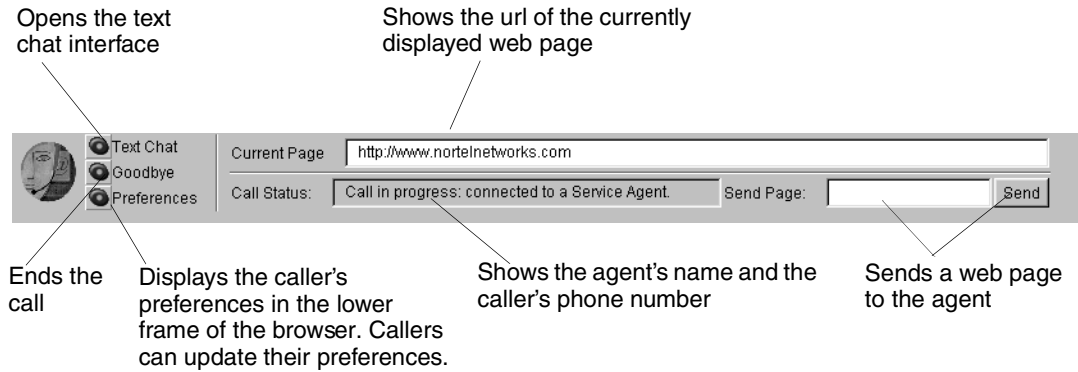 Opens the text
chat interface
Shows the url of the currently
displayed web page
Text Chat
Goodbye
Preferences
Current Page
http://www.nortelnetworks.com
Call Status:
Call in progress: connected to a Service Agent.
Send Page:
Send
Ends the
call
Displays the caller's
preferences in the lower
frame of the browser. Callers
can update their preferences.
Shows the agent's name and the
caller's phone number
Sends a web page
to the agent